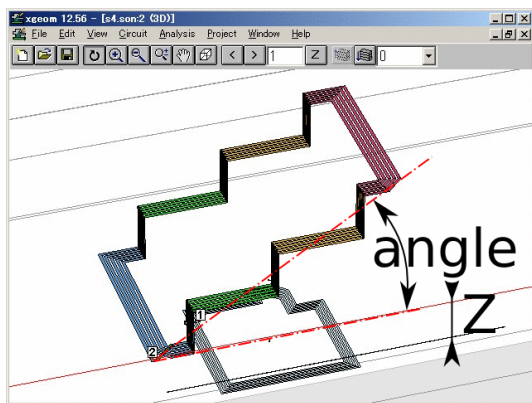 xgeom 12.56 - [s4.son:2 (3D)]
File Edit View Circuit Analysis Project Window Help
1 Z 0
angle
1
Z
2